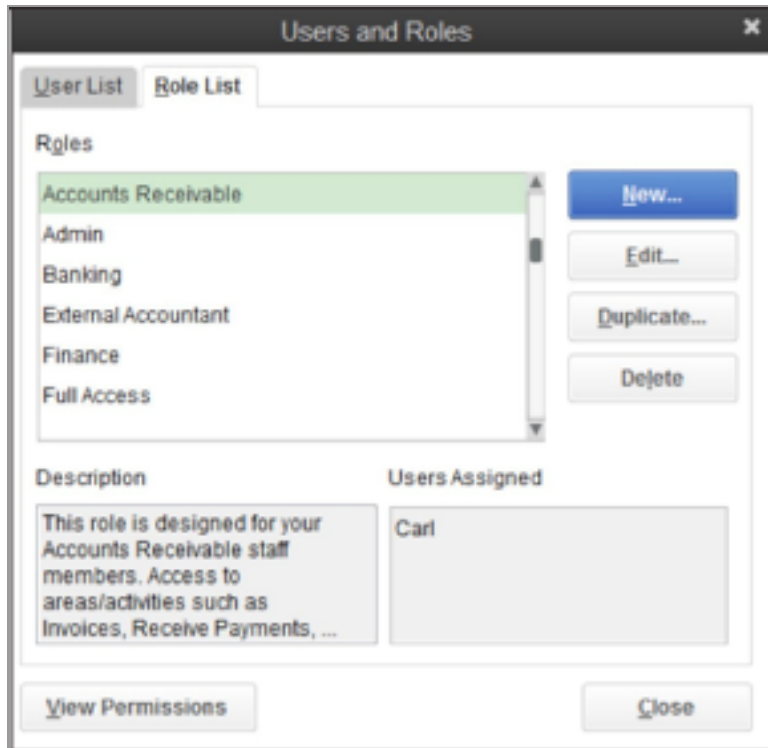 Users and Roles
User List
Role List
Roles
Accounts Receivable
Admin
Banking
External Accountant
Finance
Full Access
New...
Edit...
Duplicate...
Delete
Description
This role is designed for your
Accounts Receivable staff
members. Access to
areas/activities such as
Invoices, Receive Payments, ...
Users Assigned
Carl
View Permissions
Close